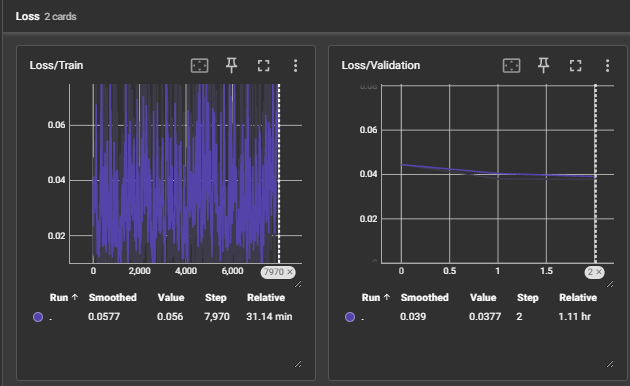 Loss 2 cards
Loss/Train
0.06
0.04
0.02
0 2,000 4,000 6,000 7970 ×
Run ↑ Smoothed Value Step Relative
. 0.0577 0.056 7,970 31.14 min
Loss/Validation
0.06
0.04
0.02
0 0.5 1 1.5 2 ×
Run ↑ Smoothed Value Step Relative
. 0.039 0.0377 2 1.11 hr